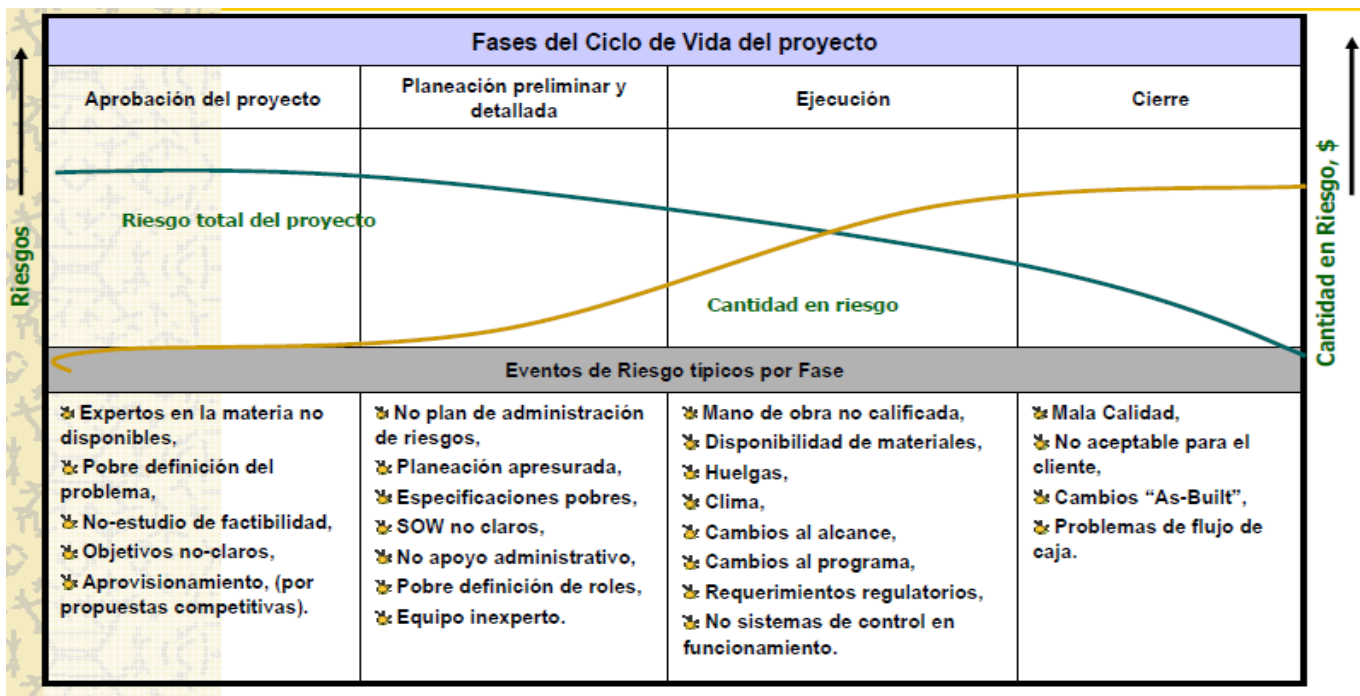 Fases del Ciclo de Vida del proyecto
Aprobación del proyecto
Planeación preliminar y
detallada
Ejecución
Cierre
Riesgos
Riesgo total del proyecto
Cantidad en riesgo
Cantidad en Riesgo, $
Eventos de Riesgo típicos por Fase
Expertos en la materia no
disponibles,
Pobre definición del
problema,
No-estudio de factibilidad,
Objetivos no-claros,
Aprovisionamiento, (por
propuestas competitivas).
No plan de administración
de riesgos,
Planeación apresurada,
Especificaciones pobres,
SOW no claros,
No apoyo administrativo,
Pobre definición de roles,
Equipo inexperto.
Mano de obra no calificada,
Disponibilidad de materiales,
Huelgas,
Clima,
Cambios al alcance,
Cambios al programa,
Requerimientos regulatorios,
No sistemas de control en
funcionamiento.
Mala Calidad,
No aceptable para el
cliente,
Cambios “As-Built”,
Problemas de flujo de
caja.